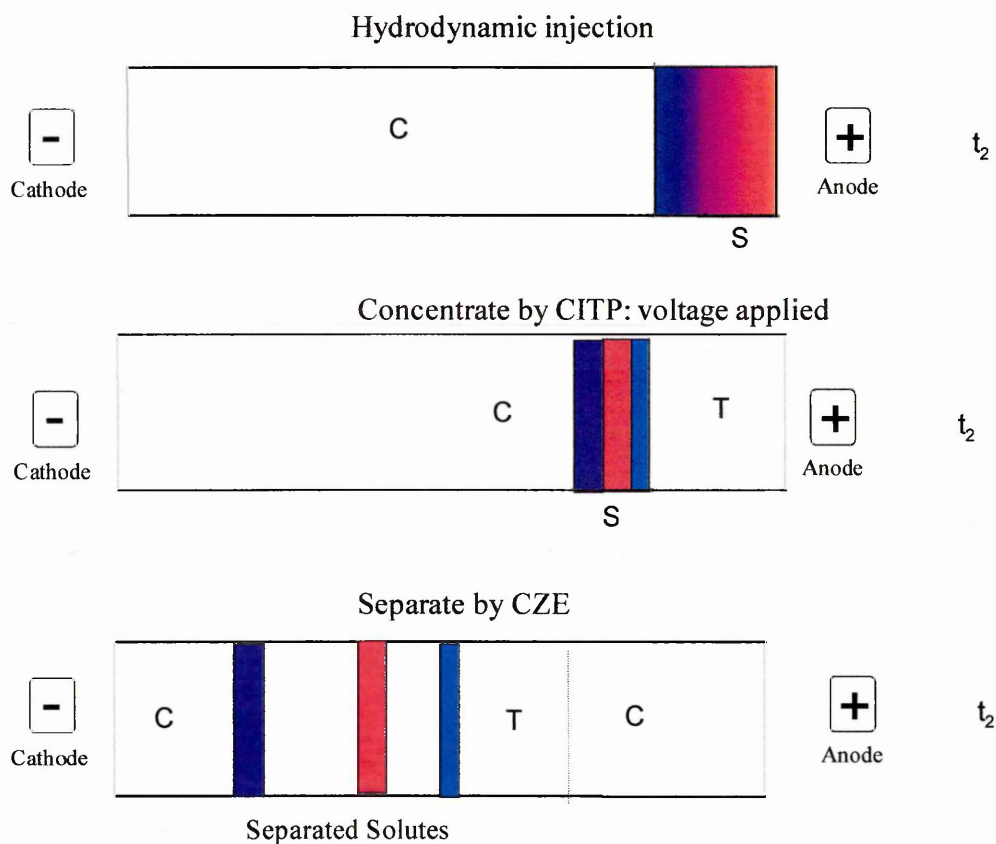 Hydrodynamic injection
C
-
+
t₂
Cathode
Anode
S
Concentrate by CITP: voltage applied
C
T
-
+
t₂
Cathode
Anode
S
Separate by CZE
-
C
T
C
+
t₂
Cathode
Anode
Separated Solutes